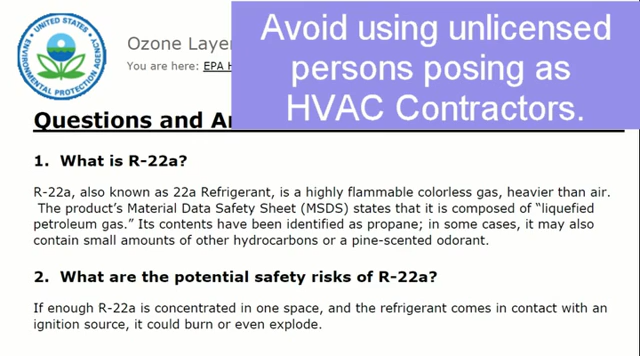 UNITED STATES
ENVIRONMENTAL PROTECTION AGENCY
Ozone Layer
You are here: EPA H
Avoid using unlicensed
persons posing as
HVAC Contractors.
Questions and An
1. What is R-22a?
R-22a, also known as 22a Refrigerant, is a highly flammable colorless gas, heavier than air.
The product's Material Data Safety Sheet (MSDS) states that it is composed of “liquefied
petroleum gas.” Its contents have been identified as propane; in some cases, it may also
contain small amounts of other hydrocarbons or a pine-scented odorant.
2. What are the potential safety risks of R-22a?
If enough R-22a is concentrated in one space, and the refrigerant comes in contact with an
ignition source, it could burn or even explode.